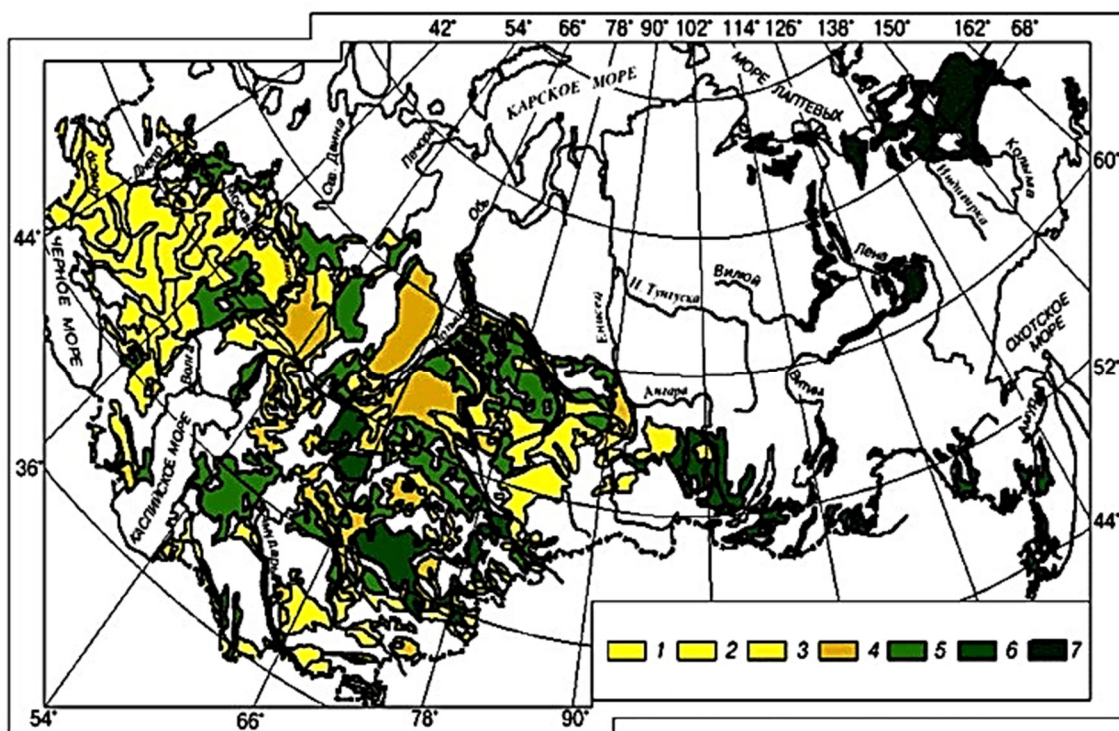 42° 54° 66° 78° 90° 102° 114° 126° 138° 150° 162° 68°
КАРСКОЕ МОРЕ
МОРЕ ЛАПТЕВЫХ
Печора
Сев. Двина
Днепр
Обь
Колыма
Индигирка
60°
44°
ЧЕРНОЕ МОРЕ
Лена
Вилюй
Н. Тунгуска
Енисей
ОХОТСКОЕ МОРЕ
52°
Волга
Ангара
Витим
Амур
36°
КАСПИЙСКОЕ МОРЕ
44°
1 2 3 4 5 6 7
54° 66° 78° 90°